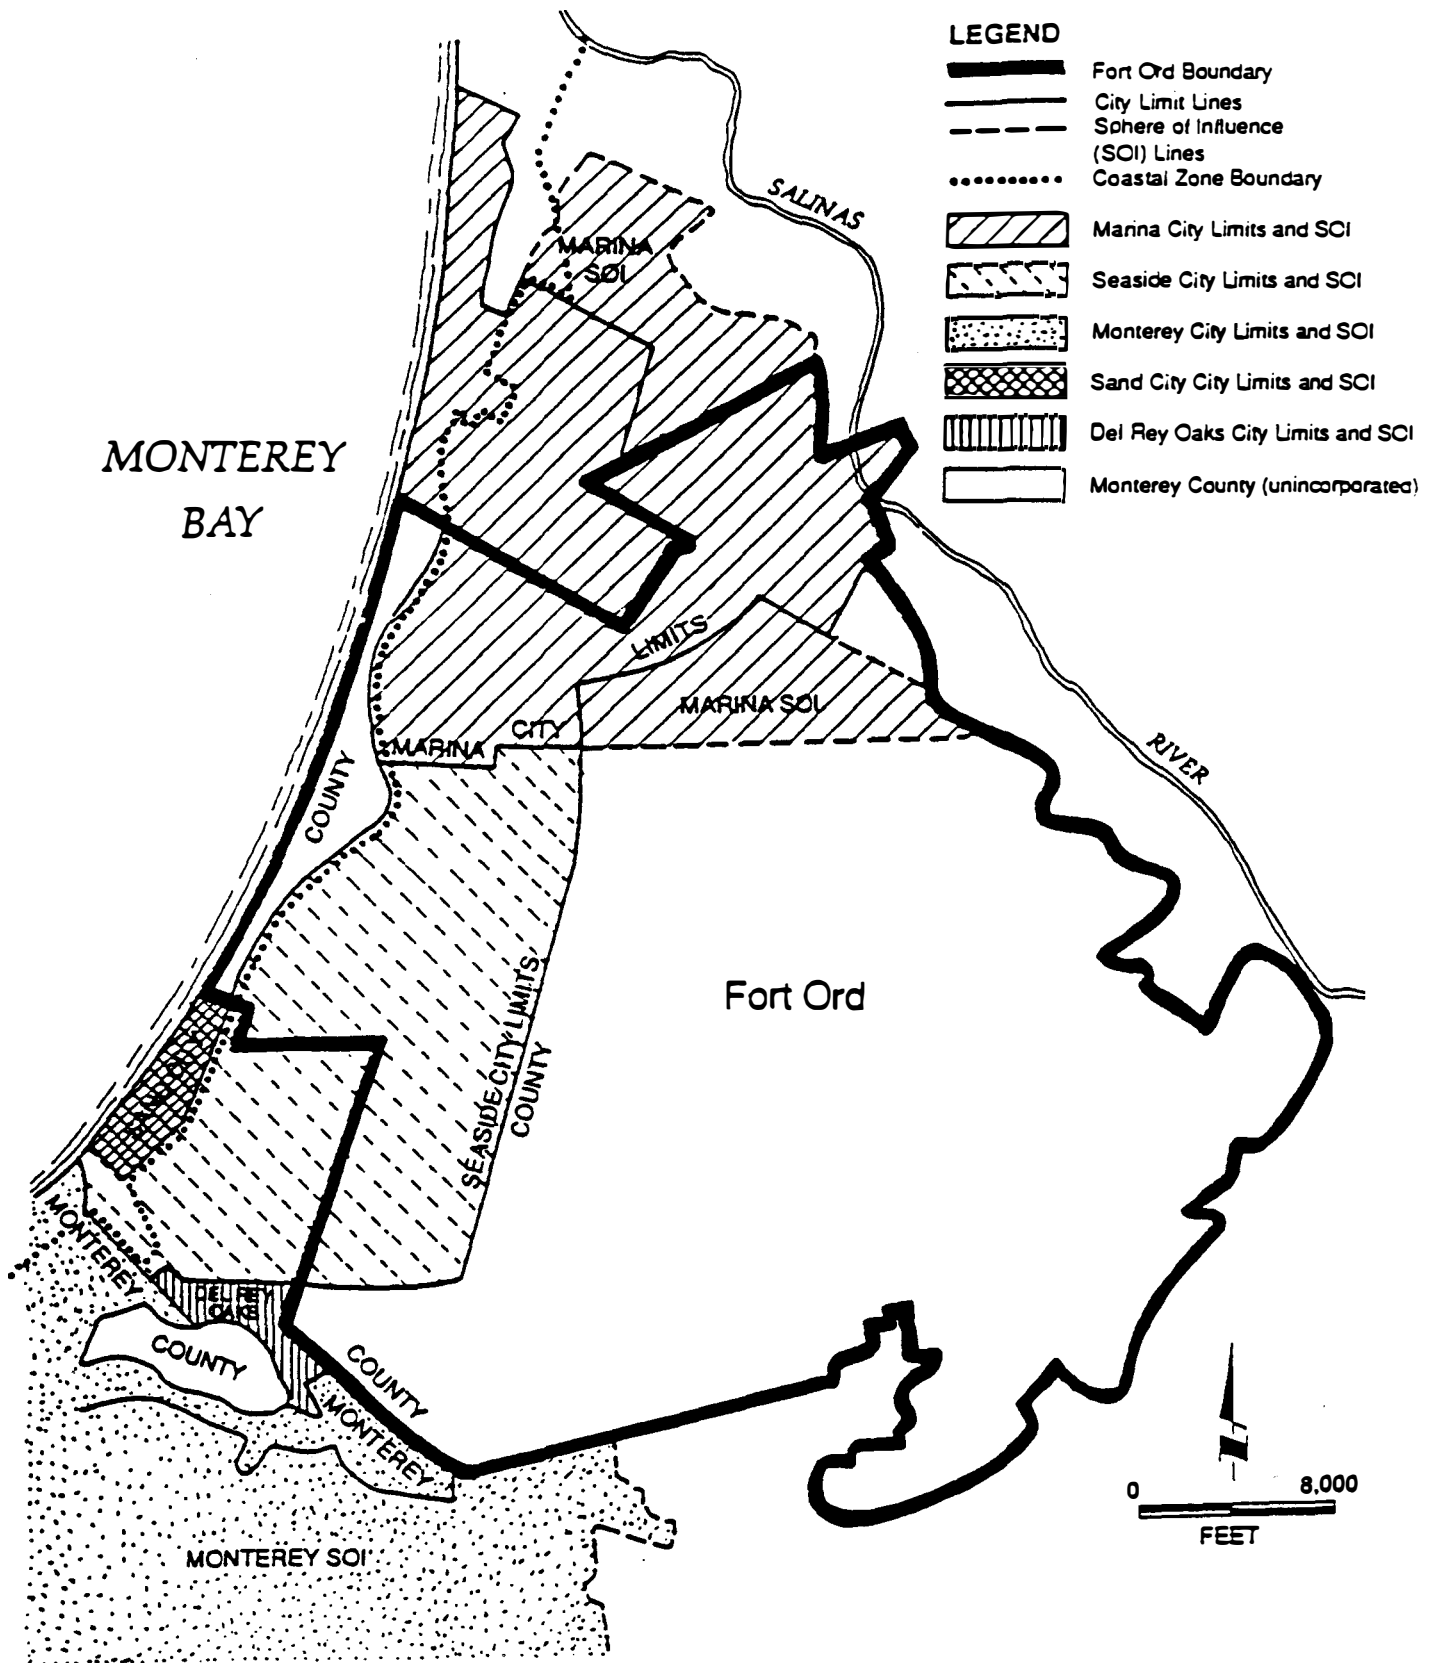 LEGEND
Fort Ord Boundary
City Limit Lines
Sphere of Influence
(SOI) Lines
Coastal Zone Boundary
Marina City Limits and SOI
Seaside City Limits and SOI
Monterey City Limits and SOI
Sand City City Limits and SOI
Del Rey Oaks City Limits and SOI
Monterey County (unincorporated)
SALINAS
MARINA
SOI
MONTEREY
BAY
LIMITS
MARINA SOI
CITY
MARINA
RIVER
COUNTY
Fort Ord
SEASIDE CITY LIMITS
COUNTY
MONTEREY
DEL REY
OAKS
COUNTY
COUNTY
MONTEREY
0 8,000
FEET
MONTEREY SOI